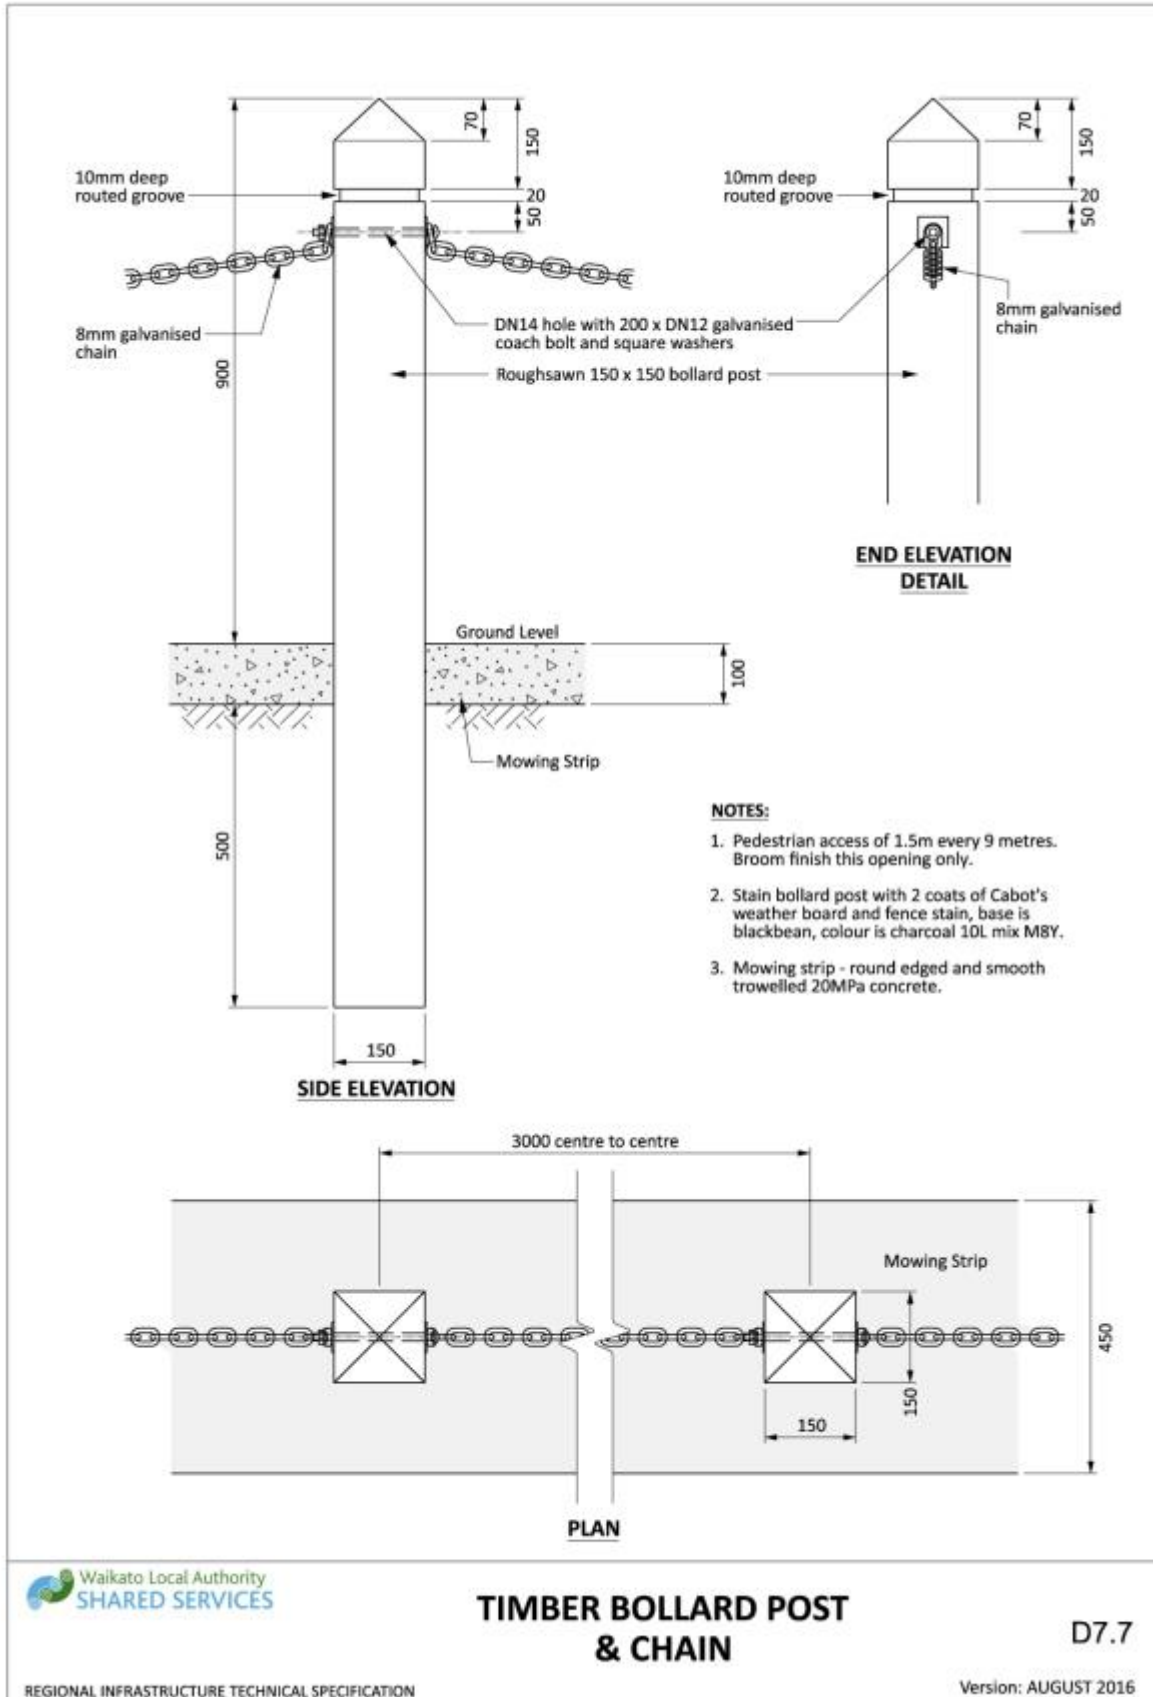 70
150
10mm deep
routed groove
20
50
8mm galvanised
chain
900
DN14 hole with 200 x DN12 galvanised
coach bolt and square washers
Roughsawn 150 x 150 bollard post
70
150
10mm deep
routed groove
20
50
8mm galvanised
chain
END ELEVATION
DETAIL
Ground Level
100
Mowing Strip
500
150
SIDE ELEVATION
NOTES:
1. Pedestrian access of 1.5m every 9 metres.
Broom finish this opening only.
2. Stain bollard post with 2 coats of Cabot's
weather board and fence stain, base is
blackbean, colour is charcoal 10L mix M8Y.
3. Mowing strip - round edged and smooth
trowelled 20MPa concrete.
3000 centre to centre
Mowing Strip
150
150
450
PLAN
Waikato Local Authority
SHARED SERVICES
TIMBER BOLLARD POST
& CHAIN
D7.7
REGIONAL INFRASTRUCTURE TECHNICAL SPECIFICATION
Version: AUGUST 2016